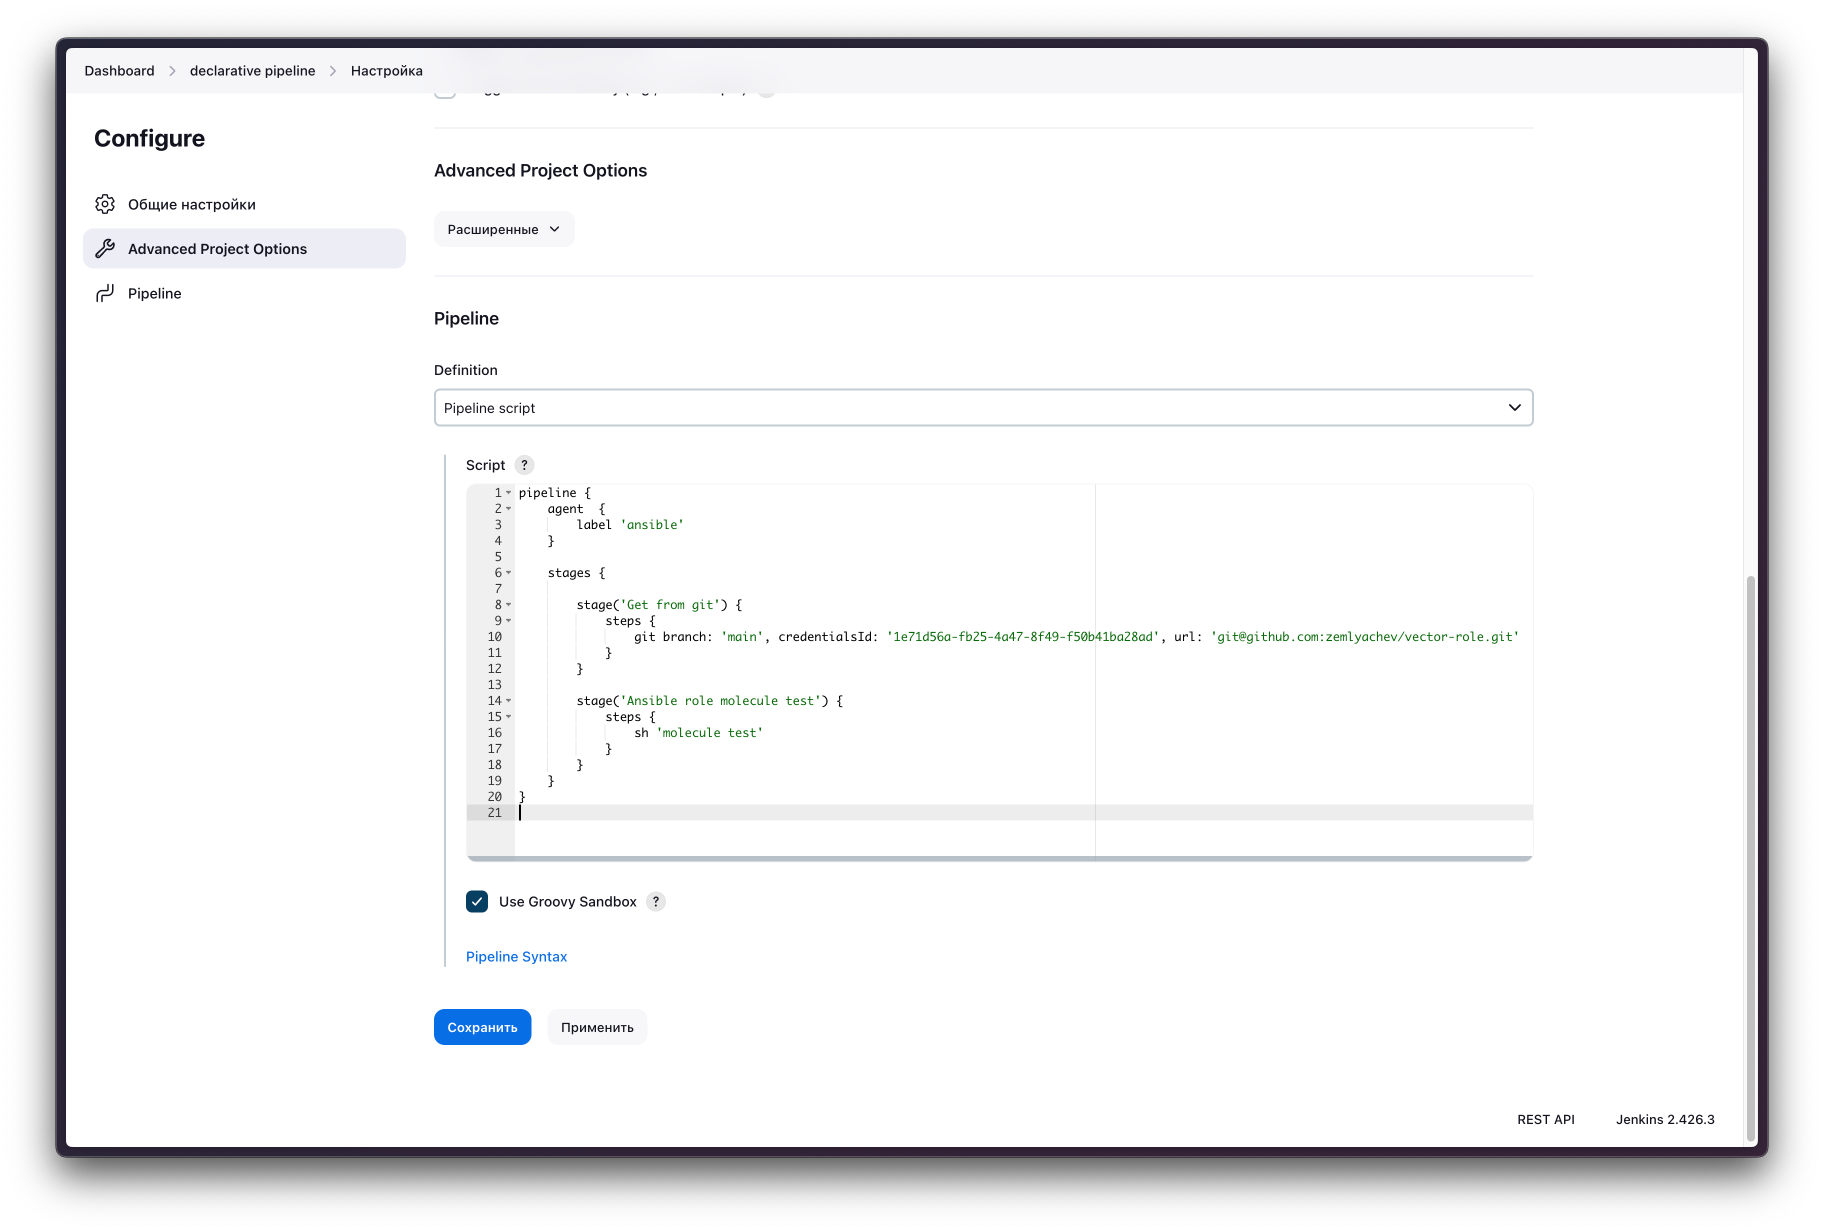 Dashboard > declarative pipeline > Настройка
Configure
Общие настройки
Advanced Project Options
Pipeline
Advanced Project Options
Расширенные
Pipeline
Definition
Pipeline script
Script ?
1 pipeline {
2     agent  {
3         label 'ansible'
4     }
5
6     stages {
7
8         stage('Get from git') {
9             steps {
10                 git branch: 'main', credentialsId: '1e71d56a-fb25-4a47-8f49-f50b41ba28ad', url: 'git@github.com:zemlyachev/vector-role.git'
11             }
12         }
13
14         stage('Ansible role molecule test') {
15             steps {
16                 sh 'molecule test'
17             }
18         }
19     }
20 }
21
Use Groovy Sandbox ?
Pipeline Syntax
Сохранить Применить
REST API Jenkins 2.426.3